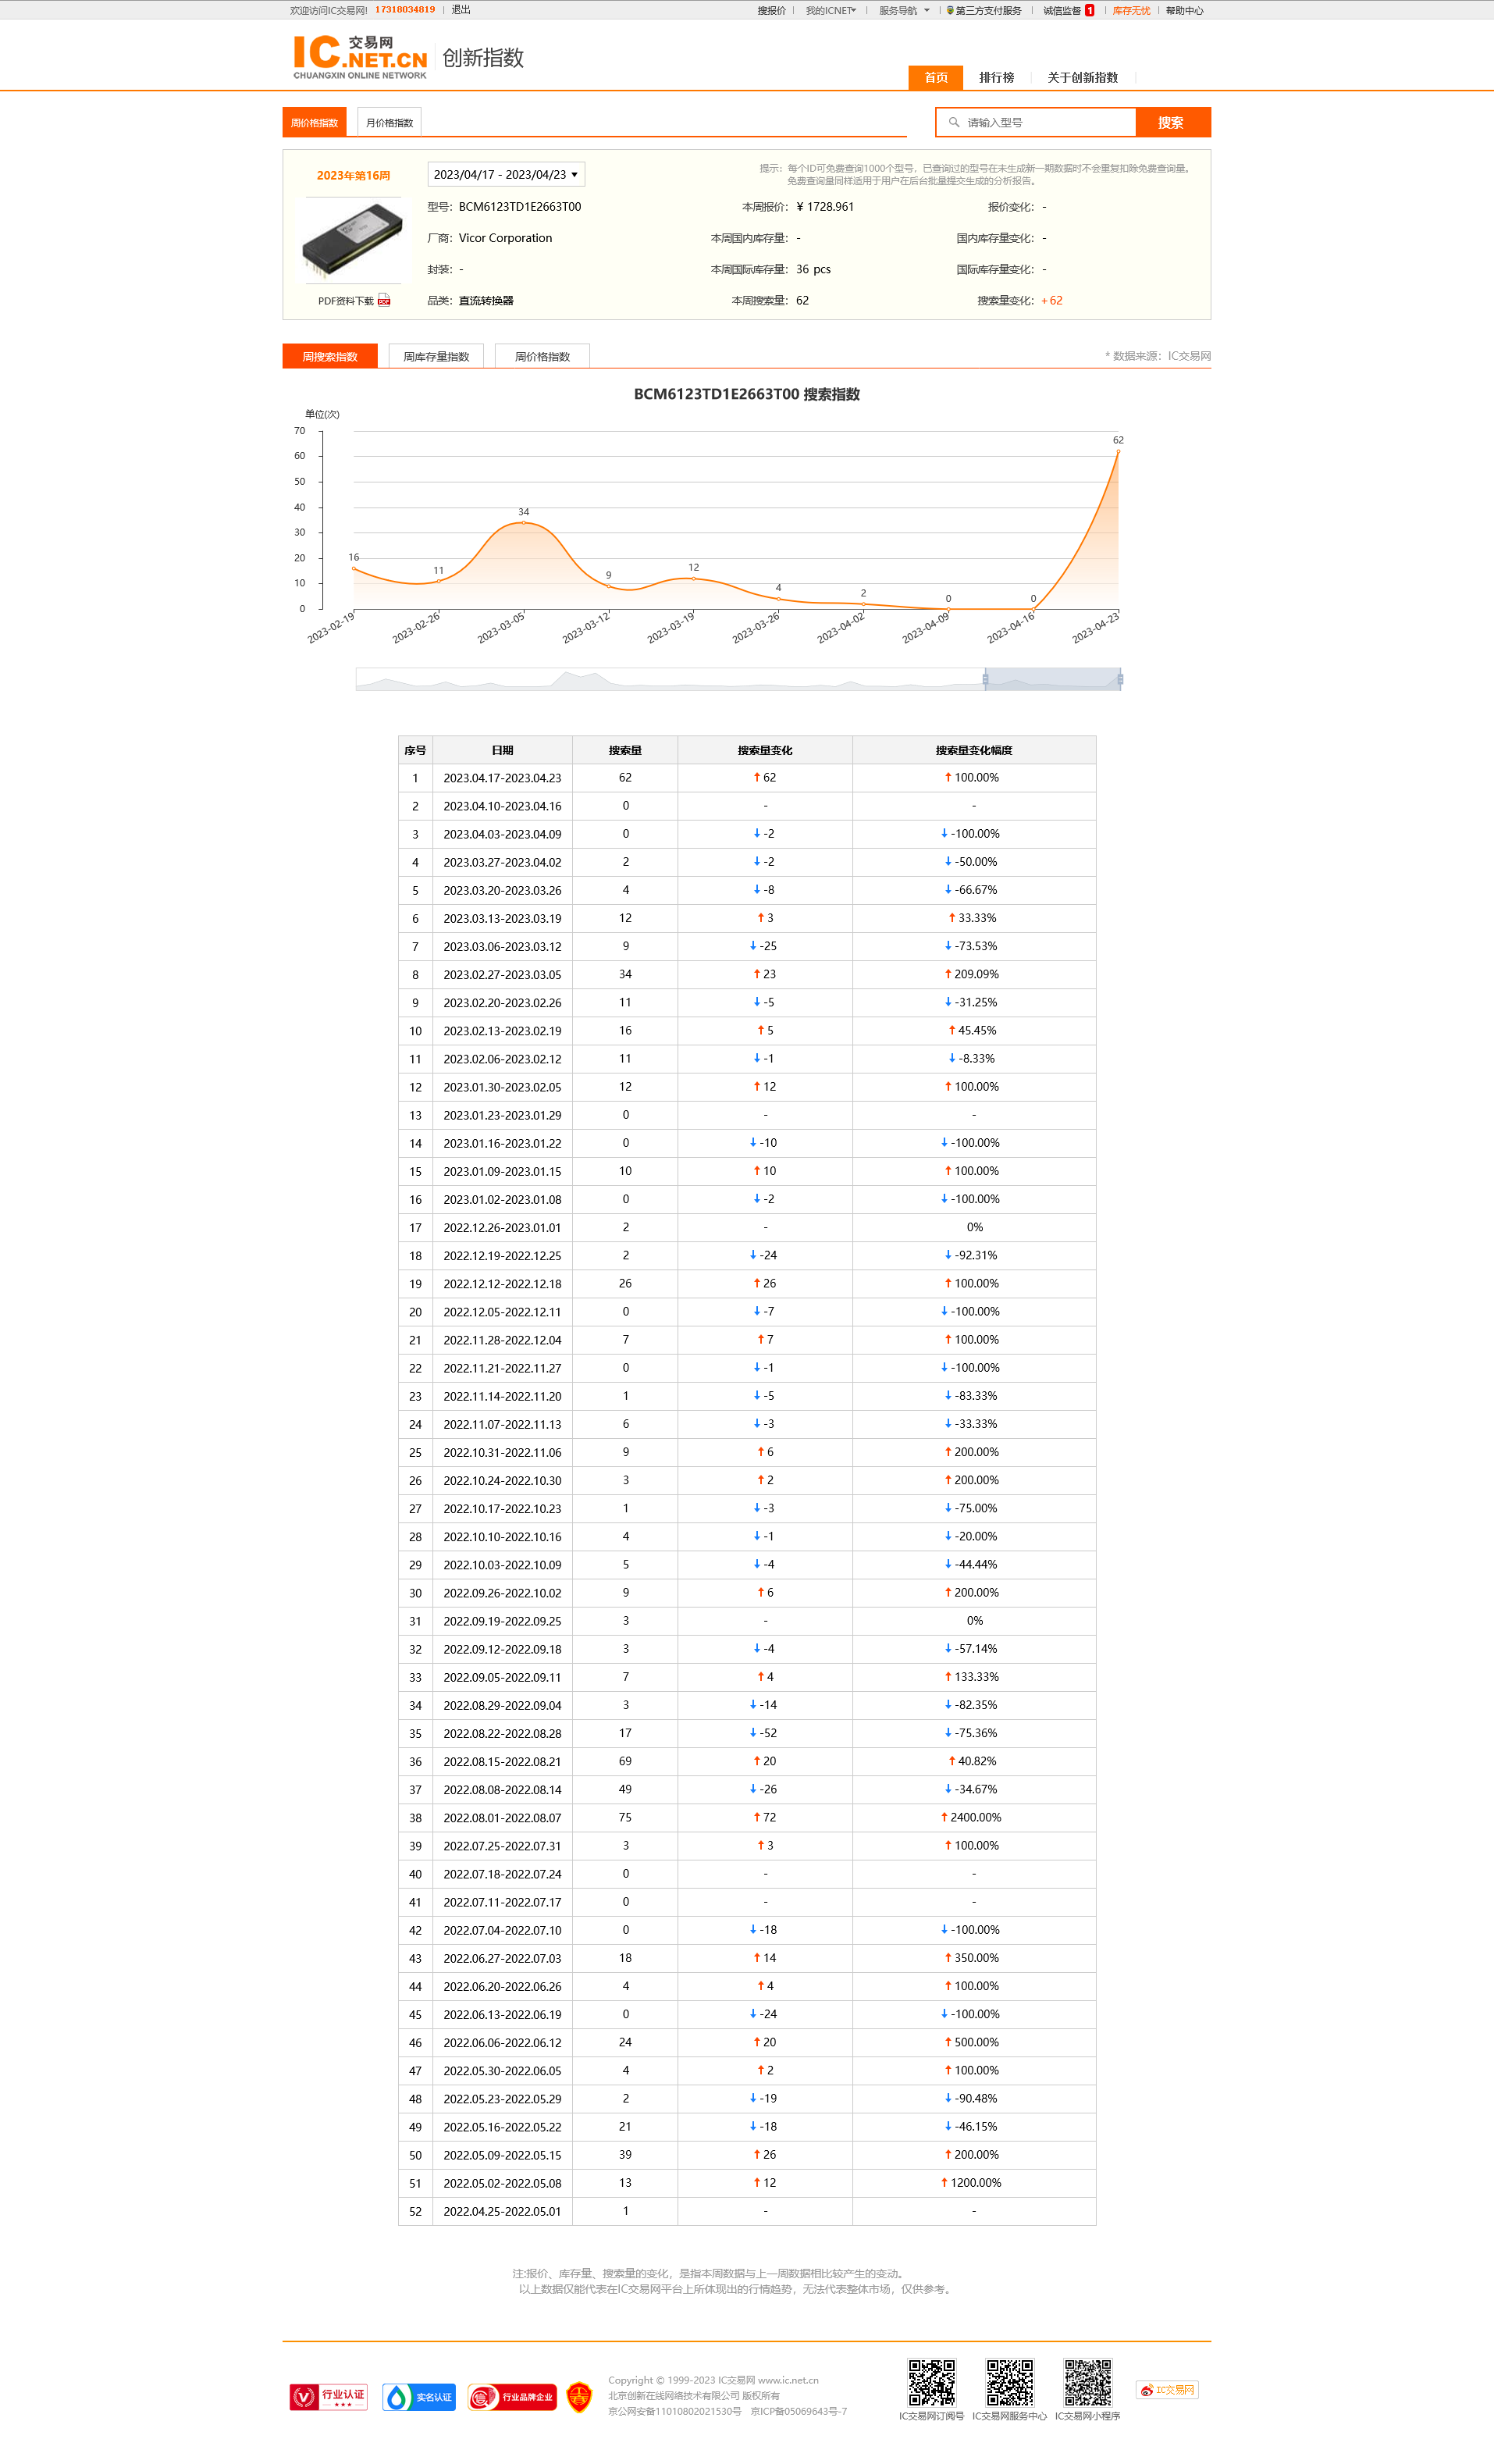 欢迎访问IC交易网! 17318034819 | 退出 搜报价 | 我的ICNET | 服务导航 | 第三方支付服务 | 诚信监督 1 | 库存无忧 | 帮助中心
IC 交易网 .NET.CN 创新指数
CHUANGXIN ONLINE NETWORK
首页 排行榜 关于创新指数
周价格指数 月价格指数 请输入型号 搜索
2023年第16周 2023/04/17 - 2023/04/23
提示：每个ID可免费查询1000个型号，已查询过的型号在未生成新一期数据时不会重复扣除免费查询量。
免费查询量同样适用于用户在后台批量提交生成的分析报告。
型号：BCM6123TD1E2663T00 本周报价：¥ 1728.961 报价变化：-
厂商：Vicor Corporation 本周国内库存量：- 国内库存量变化：-
封装：- 本周国际库存量：36 pcs 国际库存量变化：-
PDF资料下载 PDF 品类：直流转换器 本周搜索量：62 搜索量变化：+ 62
周搜索指数 周库存量指数 周价格指数 * 数据来源：IC交易网
BCM6123TD1E2663T00 搜索指数
单位(次)
70
60
50
40
30
20
10
0
16 11 34 9 12 4 2 0 0 62
2023-02-19 2023-02-26 2023-03-05 2023-03-12 2023-03-19 2023-03-26 2023-04-02 2023-04-09 2023-04-16 2023-04-23
序号 日期 搜索量 搜索量变化 搜索量变化幅度
1 2023.04.17-2023.04.23 62 ↑ 62 ↑ 100.00%
2 2023.04.10-2023.04.16 0 - -
3 2023.04.03-2023.04.09 0 ↓ -2 ↓ -100.00%
4 2023.03.27-2023.04.02 2 ↓ -2 ↓ -50.00%
5 2023.03.20-2023.03.26 4 ↓ -8 ↓ -66.67%
6 2023.03.13-2023.03.19 12 ↑ 3 ↑ 33.33%
7 2023.03.06-2023.03.12 9 ↓ -25 ↓ -73.53%
8 2023.02.27-2023.03.05 34 ↑ 23 ↑ 209.09%
9 2023.02.20-2023.02.26 11 ↓ -5 ↓ -31.25%
10 2023.02.13-2023.02.19 16 ↑ 5 ↑ 45.45%
11 2023.02.06-2023.02.12 11 ↓ -1 ↓ -8.33%
12 2023.01.30-2023.02.05 12 ↑ 12 ↑ 100.00%
13 2023.01.23-2023.01.29 0 - -
14 2023.01.16-2023.01.22 0 ↓ -10 ↓ -100.00%
15 2023.01.09-2023.01.15 10 ↑ 10 ↑ 100.00%
16 2023.01.02-2023.01.08 0 ↓ -2 ↓ -100.00%
17 2022.12.26-2023.01.01 2 - 0%
18 2022.12.19-2022.12.25 2 ↓ -24 ↓ -92.31%
19 2022.12.12-2022.12.18 26 ↑ 26 ↑ 100.00%
20 2022.12.05-2022.12.11 0 ↓ -7 ↓ -100.00%
21 2022.11.28-2022.12.04 7 ↑ 7 ↑ 100.00%
22 2022.11.21-2022.11.27 0 ↓ -1 ↓ -100.00%
23 2022.11.14-2022.11.20 1 ↓ -5 ↓ -83.33%
24 2022.11.07-2022.11.13 6 ↓ -3 ↓ -33.33%
25 2022.10.31-2022.11.06 9 ↑ 6 ↑ 200.00%
26 2022.10.24-2022.10.30 3 ↑ 2 ↑ 200.00%
27 2022.10.17-2022.10.23 1 ↓ -3 ↓ -75.00%
28 2022.10.10-2022.10.16 4 ↓ -1 ↓ -20.00%
29 2022.10.03-2022.10.09 5 ↓ -4 ↓ -44.44%
30 2022.09.26-2022.10.02 9 ↑ 6 ↑ 200.00%
31 2022.09.19-2022.09.25 3 - 0%
32 2022.09.12-2022.09.18 3 ↓ -4 ↓ -57.14%
33 2022.09.05-2022.09.11 7 ↑ 4 ↑ 133.33%
34 2022.08.29-2022.09.04 3 ↓ -14 ↓ -82.35%
35 2022.08.22-2022.08.28 17 ↓ -52 ↓ -75.36%
36 2022.08.15-2022.08.21 69 ↑ 20 ↑ 40.82%
37 2022.08.08-2022.08.14 49 ↓ -26 ↓ -34.67%
38 2022.08.01-2022.08.07 75 ↑ 72 ↑ 2400.00%
39 2022.07.25-2022.07.31 3 ↑ 3 ↑ 100.00%
40 2022.07.18-2022.07.24 0 - -
41 2022.07.11-2022.07.17 0 - -
42 2022.07.04-2022.07.10 0 ↓ -18 ↓ -100.00%
43 2022.06.27-2022.07.03 18 ↑ 14 ↑ 350.00%
44 2022.06.20-2022.06.26 4 ↑ 4 ↑ 100.00%
45 2022.06.13-2022.06.19 0 ↓ -24 ↓ -100.00%
46 2022.06.06-2022.06.12 24 ↑ 20 ↑ 500.00%
47 2022.05.30-2022.06.05 4 ↑ 2 ↑ 100.00%
48 2022.05.23-2022.05.29 2 ↓ -19 ↓ -90.48%
49 2022.05.16-2022.05.22 21 ↓ -18 ↓ -46.15%
50 2022.05.09-2022.05.15 39 ↑ 26 ↑ 200.00%
51 2022.05.02-2022.05.08 13 ↑ 12 ↑ 1200.00%
52 2022.04.25-2022.05.01 1 - -
注:报价、库存量、搜索量的变化，是指本周数据与上一周数据相比较产生的变动。
以上数据仅能代表在IC交易网平台上所体现出的行情趋势，无法代表整体市场，仅供参考。
行业认证 实名认证 行业品牌企业
Copyright © 1999-2023 IC交易网 www.ic.net.cn
北京创新在线网络技术有限公司 版权所有
京公网安备11010802021530号 京ICP备05069643号-7
IC交易网订阅号 IC交易网服务中心 IC交易网小程序
IC交易网